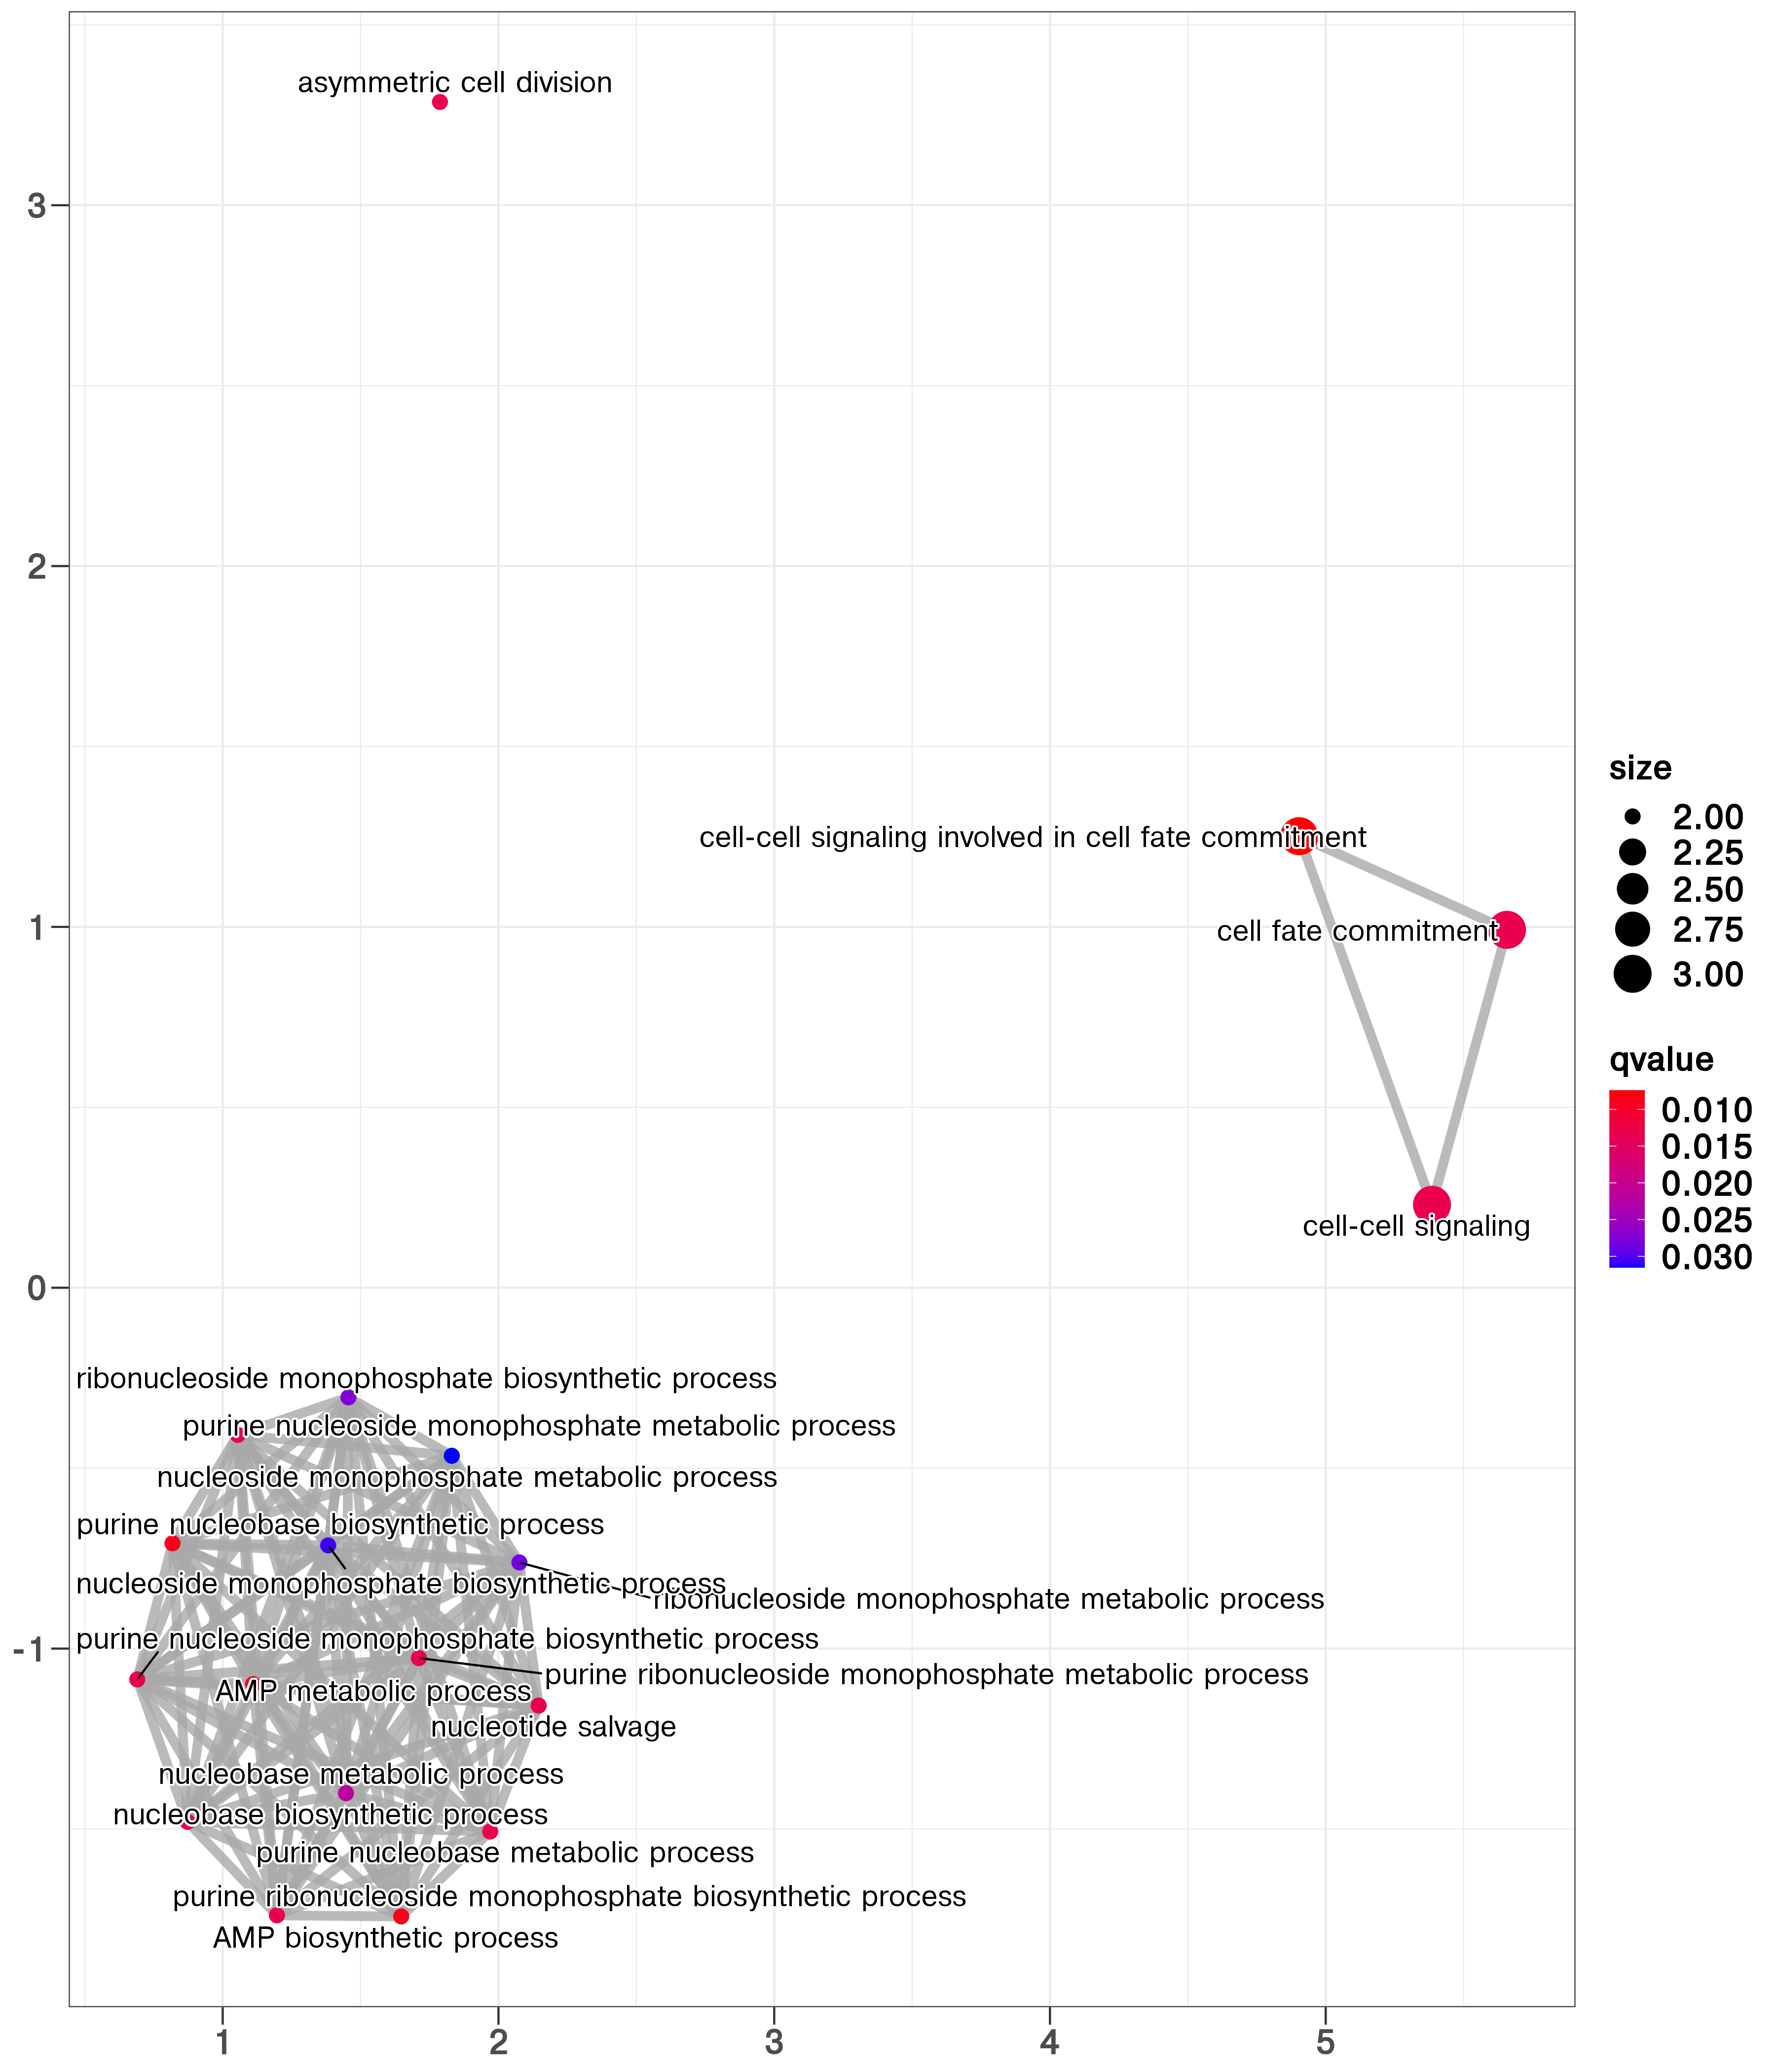 asymmetric cell division
3
2
cell-cell signaling involved in cell fate commitment
1
cell fate commitment
cell-cell signaling
0
ribonucleoside monophosphate biosynthetic process
purine nucleoside monophosphate metabolic process
nucleoside monophosphate metabolic process
purine nucleobase biosynthetic process
nucleoside monophosphate biosynthetic process
ribonucleoside monophosphate metabolic process
purine nucleoside monophosphate biosynthetic process
-1
purine ribonucleoside monophosphate metabolic process
AMP metabolic process
nucleotide salvage
nucleobase metabolic process
nucleobase biosynthetic process
purine nucleobase metabolic process
purine ribonucleoside monophosphate biosynthetic process
AMP biosynthetic process
1 2 3 4 5
size
2.00
2.25
2.50
2.75
3.00
qvalue
0.010
0.015
0.020
0.025
0.030